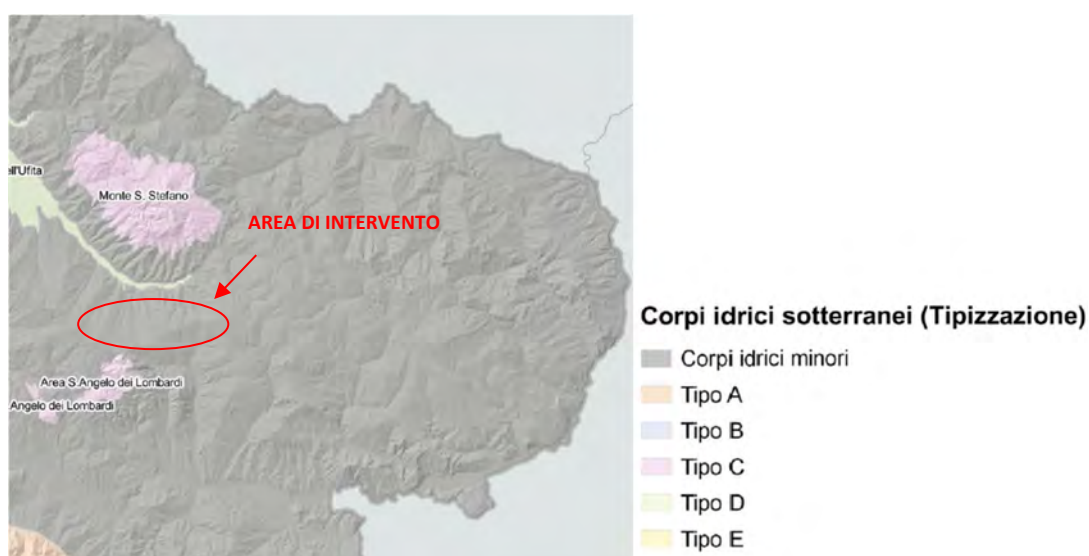 ell'Ufita
Monte S. Stefano
AREA DI INTERVENTO
Area S.Angelo dei Lombardi
.Angelo dei Lombardi
Corpi idrici sotterranei (Tipizzazione)
Corpi idrici minori
Tipo A
Tipo B
Tipo C
Tipo D
Tipo E